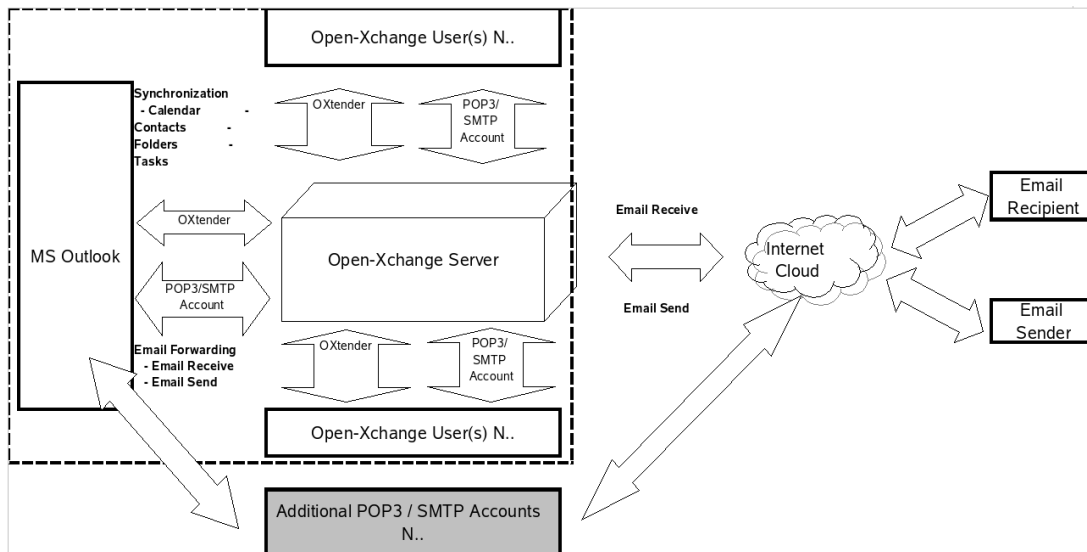 Open-Xchange User(s) N..
Synchronization
- Calendar -
Contacts -
Folders -
Tasks
OXtender
POP3/
SMTP
Account
MS Outlook
OXtender
POP3/SMTP
Account
Open-Xchange Server
Email Receive
Email Send
Internet
Cloud
Email
Recipient
Email
Sender
Email Forwarding
- Email Receive
- Email Send
OXtender
POP3/
SMTP
Account
Open-Xchange User(s) N..
Additional POP3 / SMTP Accounts
N..